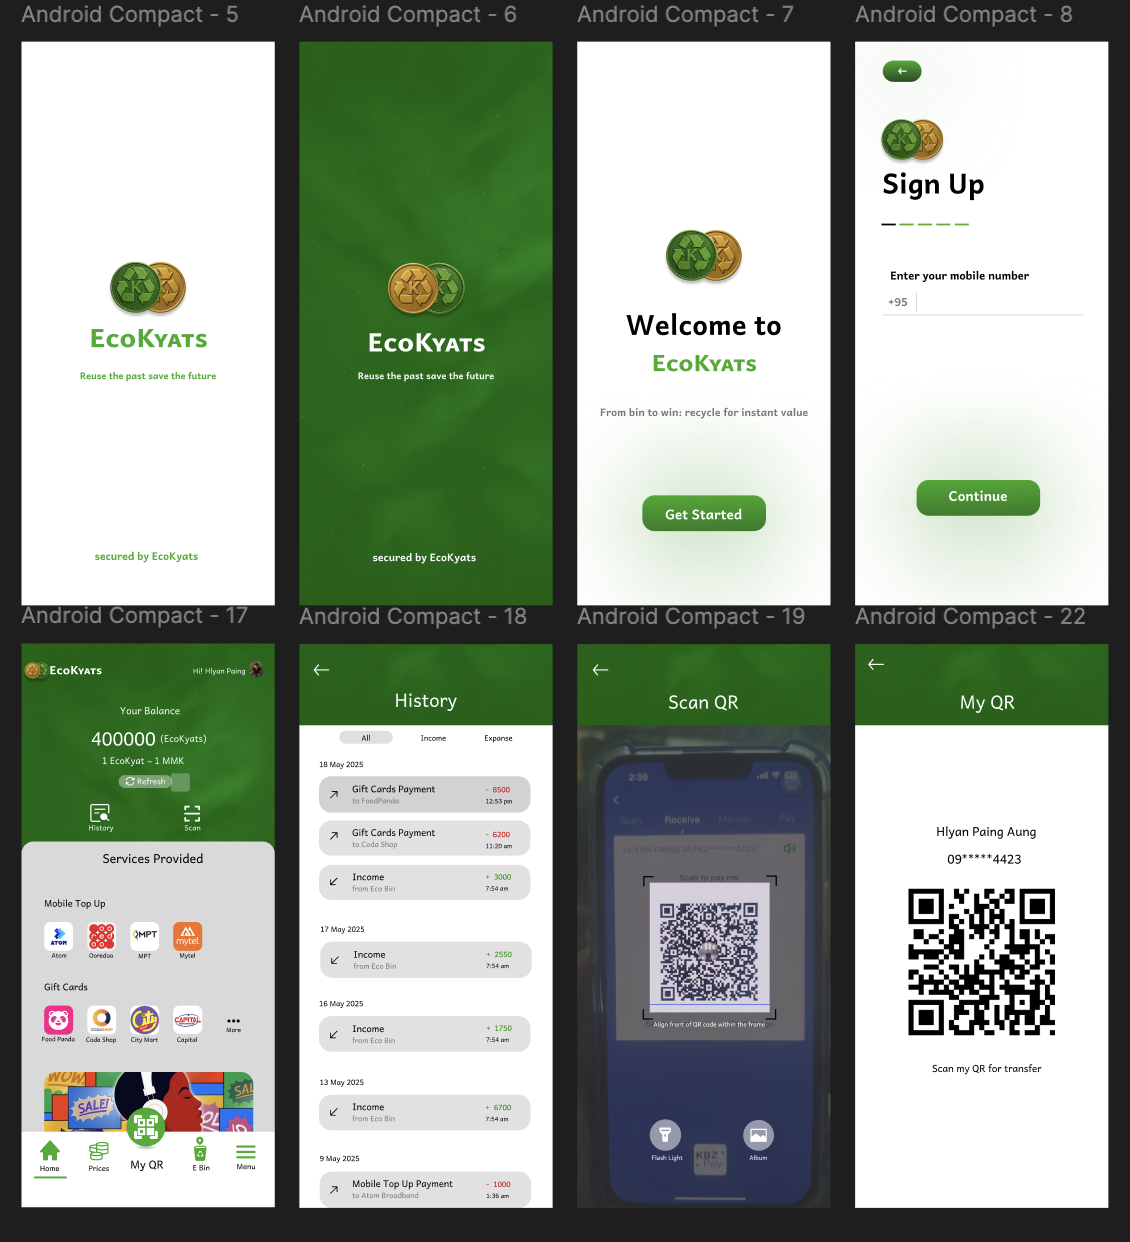 Android Compact - 5
Android Compact - 6
Android Compact - 7
Android Compact - 8
EcoKyats
Reuse the past save the future
secured by EcoKyats
EcoKyats
Reuse the past save the future
secured by EcoKyats
Welcome to
EcoKyats
From bin to win: recycle for instant value
Get Started
Sign Up
Enter your mobile number
+95
Continue
Android Compact - 17
Android Compact - 18
Android Compact - 19
Android Compact - 22
EcoKyats
Hi! Hlyan Paing
Your Balance
400000 (EcoKyats)
1 EcoKyat ~ 1 MMK
Refresh
History
Scan
Services Provided
Mobile Top Up
ATOM
MPT
mytel
Atom
Ooredoo
MPT
Mytel
Gift Cards
CODASHOP
City
CAPITAL
Food Panda
Coda Shop
City Mart
Capital
More
WOW
SALE!
SAL
Home
Prices
My QR
E Bin
Menu
History
All
Income
Expanse
18 May 2025
Gift Cards Payment
- 8500
to FoodPanda
12:53 pm
Gift Cards Payment
- 6200
to Coda Shop
11:20 am
Income
+ 3000
from Eco Bin
7:54 am
17 May 2025
Income
+ 2550
from Eco Bin
7:54 am
16 May 2025
Income
+ 1750
from Eco Bin
7:54 am
13 May 2025
Income
+ 6700
from Eco Bin
7:54 am
9 May 2025
Mobile Top Up Payment
- 1000
to Atom Broadband
1:36 am
Scan QR
2:36
Scan
Receive
Manual
Pay
HLYAN PAING AUNG(******4423)
Scan to pay me
Align front of QR code within the frame
Flash Light
Album
KBZ
Pay
My QR
Hlyan Paing Aung
09*****4423
Scan my QR for transfer